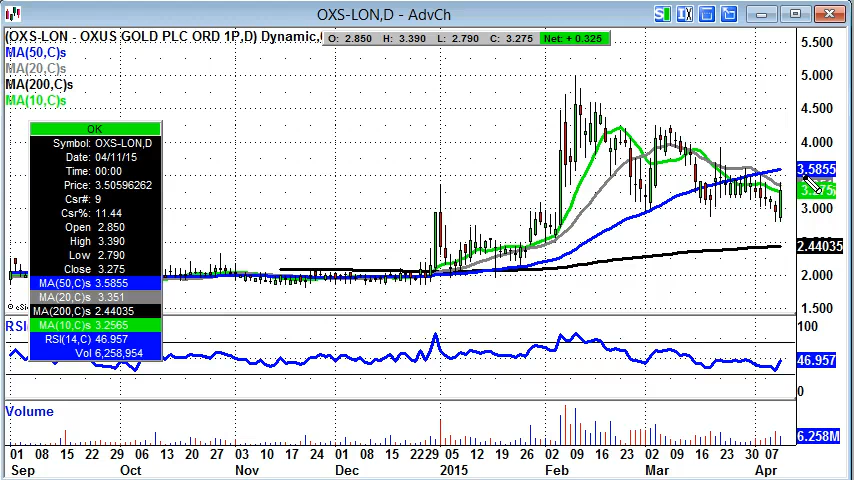 OXS-LON,D - AdvCh
(OXS-LON - OXUS GOLD PLC ORD 1P,D) Dynamic,
O: 2.850 H: 3.390 L: 2.790 C: 3.275 Net: + 0.325
MA(50,C)s
MA(20,C)s
MA(200,C)s
MA(10,C)s
OK
Symbol: OXS-LON,D
Date: 04/11/15
Time: 00:00
Price: 3.50596262
Csr#: 9
Csr%: 11.44
Open 2.850
High 3.390
Low 2.790
Close 3.275
MA(50,C)s 3.5855
MA(20,C)s 3.351
MA(200,C)s 2.44035
MA(10,C)s 3.2565
RSI(14,C) 46.957
Vol 6,258,954
5.500
5.000
4.500
4.000
3.5855
3.000
2.44035
2.000
1.500
RSI
100
46.957
0
Volume
6.258M
01 08 15 22 01 06 13 20 27 03 10 17 24 01 08 15 22 29 05 12 19 26 02 09 16 23 02 09 16 23 30 07
Sep Oct Nov Dec 2015 Feb Mar Apr